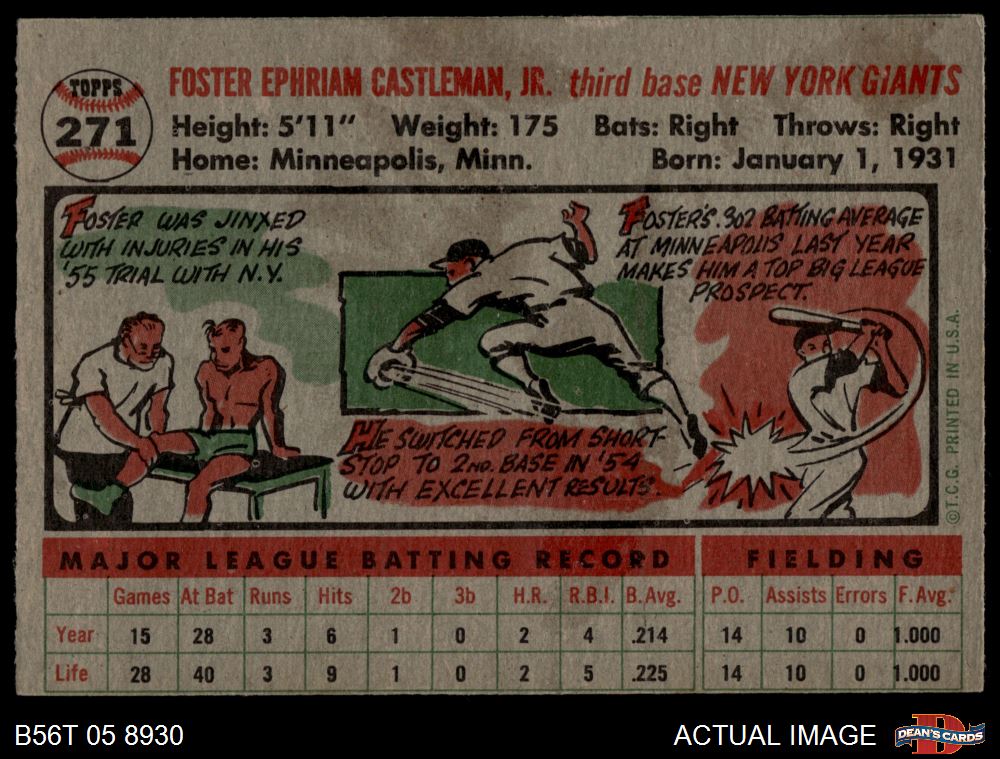 TOPPS
271
FOSTER EPHRIAM CASTLEMAN, JR. third base NEW YORK GIANTS
Height: 5'11" Weight: 175 Bats: Right Throws: Right
Home: Minneapolis, Minn. Born: January 1, 1931
FOSTER WAS JINXED
WITH INJURIES IN HIS
'55 TRIAL WITH N.Y.
HE SWITCHED FROM SHORT-
STOP TO 2ND. BASE IN '54
WITH EXCELLENT RESULTS.
FOSTER'S .302 BATTING AVERAGE
AT MINNEAPOLIS LAST YEAR
MAKES HIM A TOP BIG LEAGUE
PROSPECT.
©T.C.G. PRINTED IN U.S.A.
MAJOR LEAGUE BATTING RECORD FIELDING
Games At Bat Runs Hits 2b 3b H.R. R.B.I. B.Avg. P.O. Assists Errors F.Avg.
Year 15 28 3 6 1 0 2 4 .214 14 10 0 1.000
Life 28 40 3 9 1 0 2 5 .225 14 10 0 1.000
B56T 05 8930 ACTUAL IMAGE
D
DEAN'S CARDS